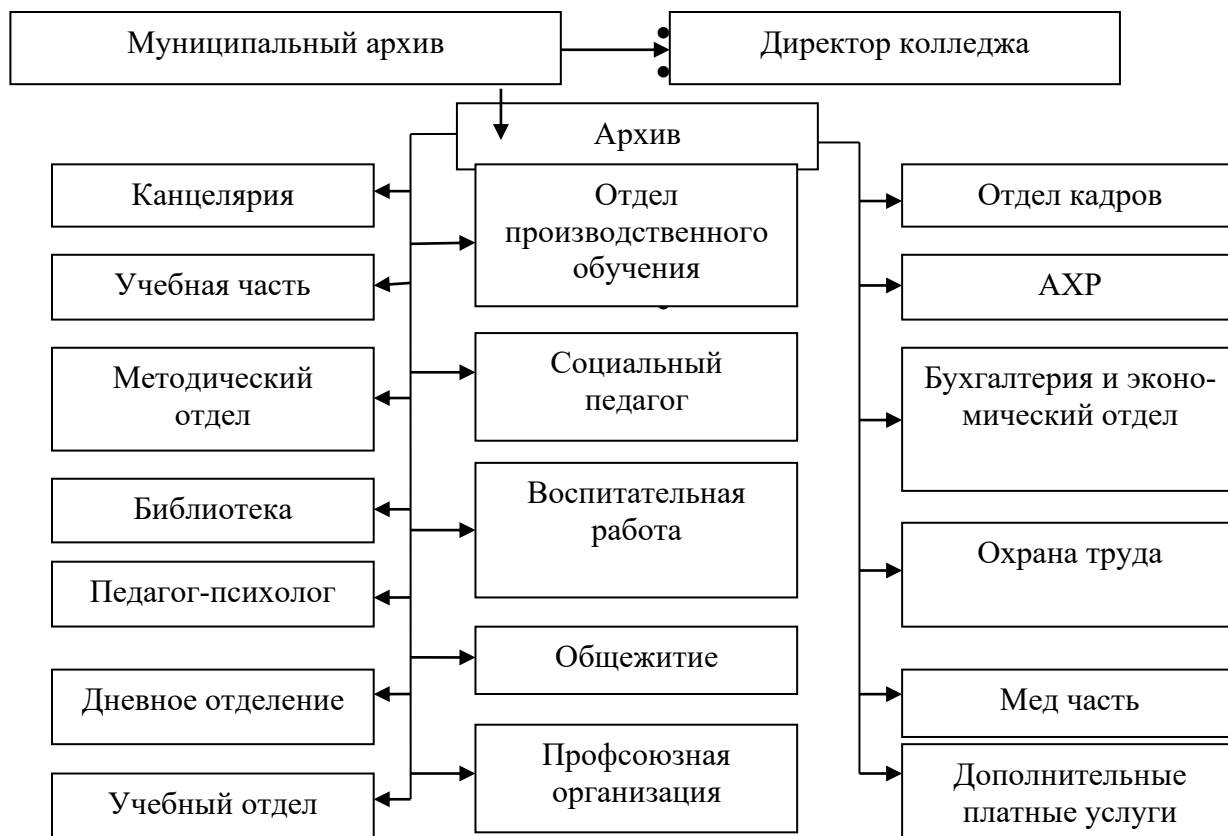 Муниципальный архив
Директор колледжа
Архив
Канцелярия
Отдел
производственного
обучения
Отдел кадров
Учебная часть
АХР
Методический
отдел
Социальный
педагог
Бухгалтерия и эконо-
мический отдел
Библиотека
Воспитательная
работа
Охрана труда
Педагог-психолог
Общежитие
Дневное отделение
Мед часть
Учебный отдел
Профсоюзная
организация
Дополнительные
платные услуги